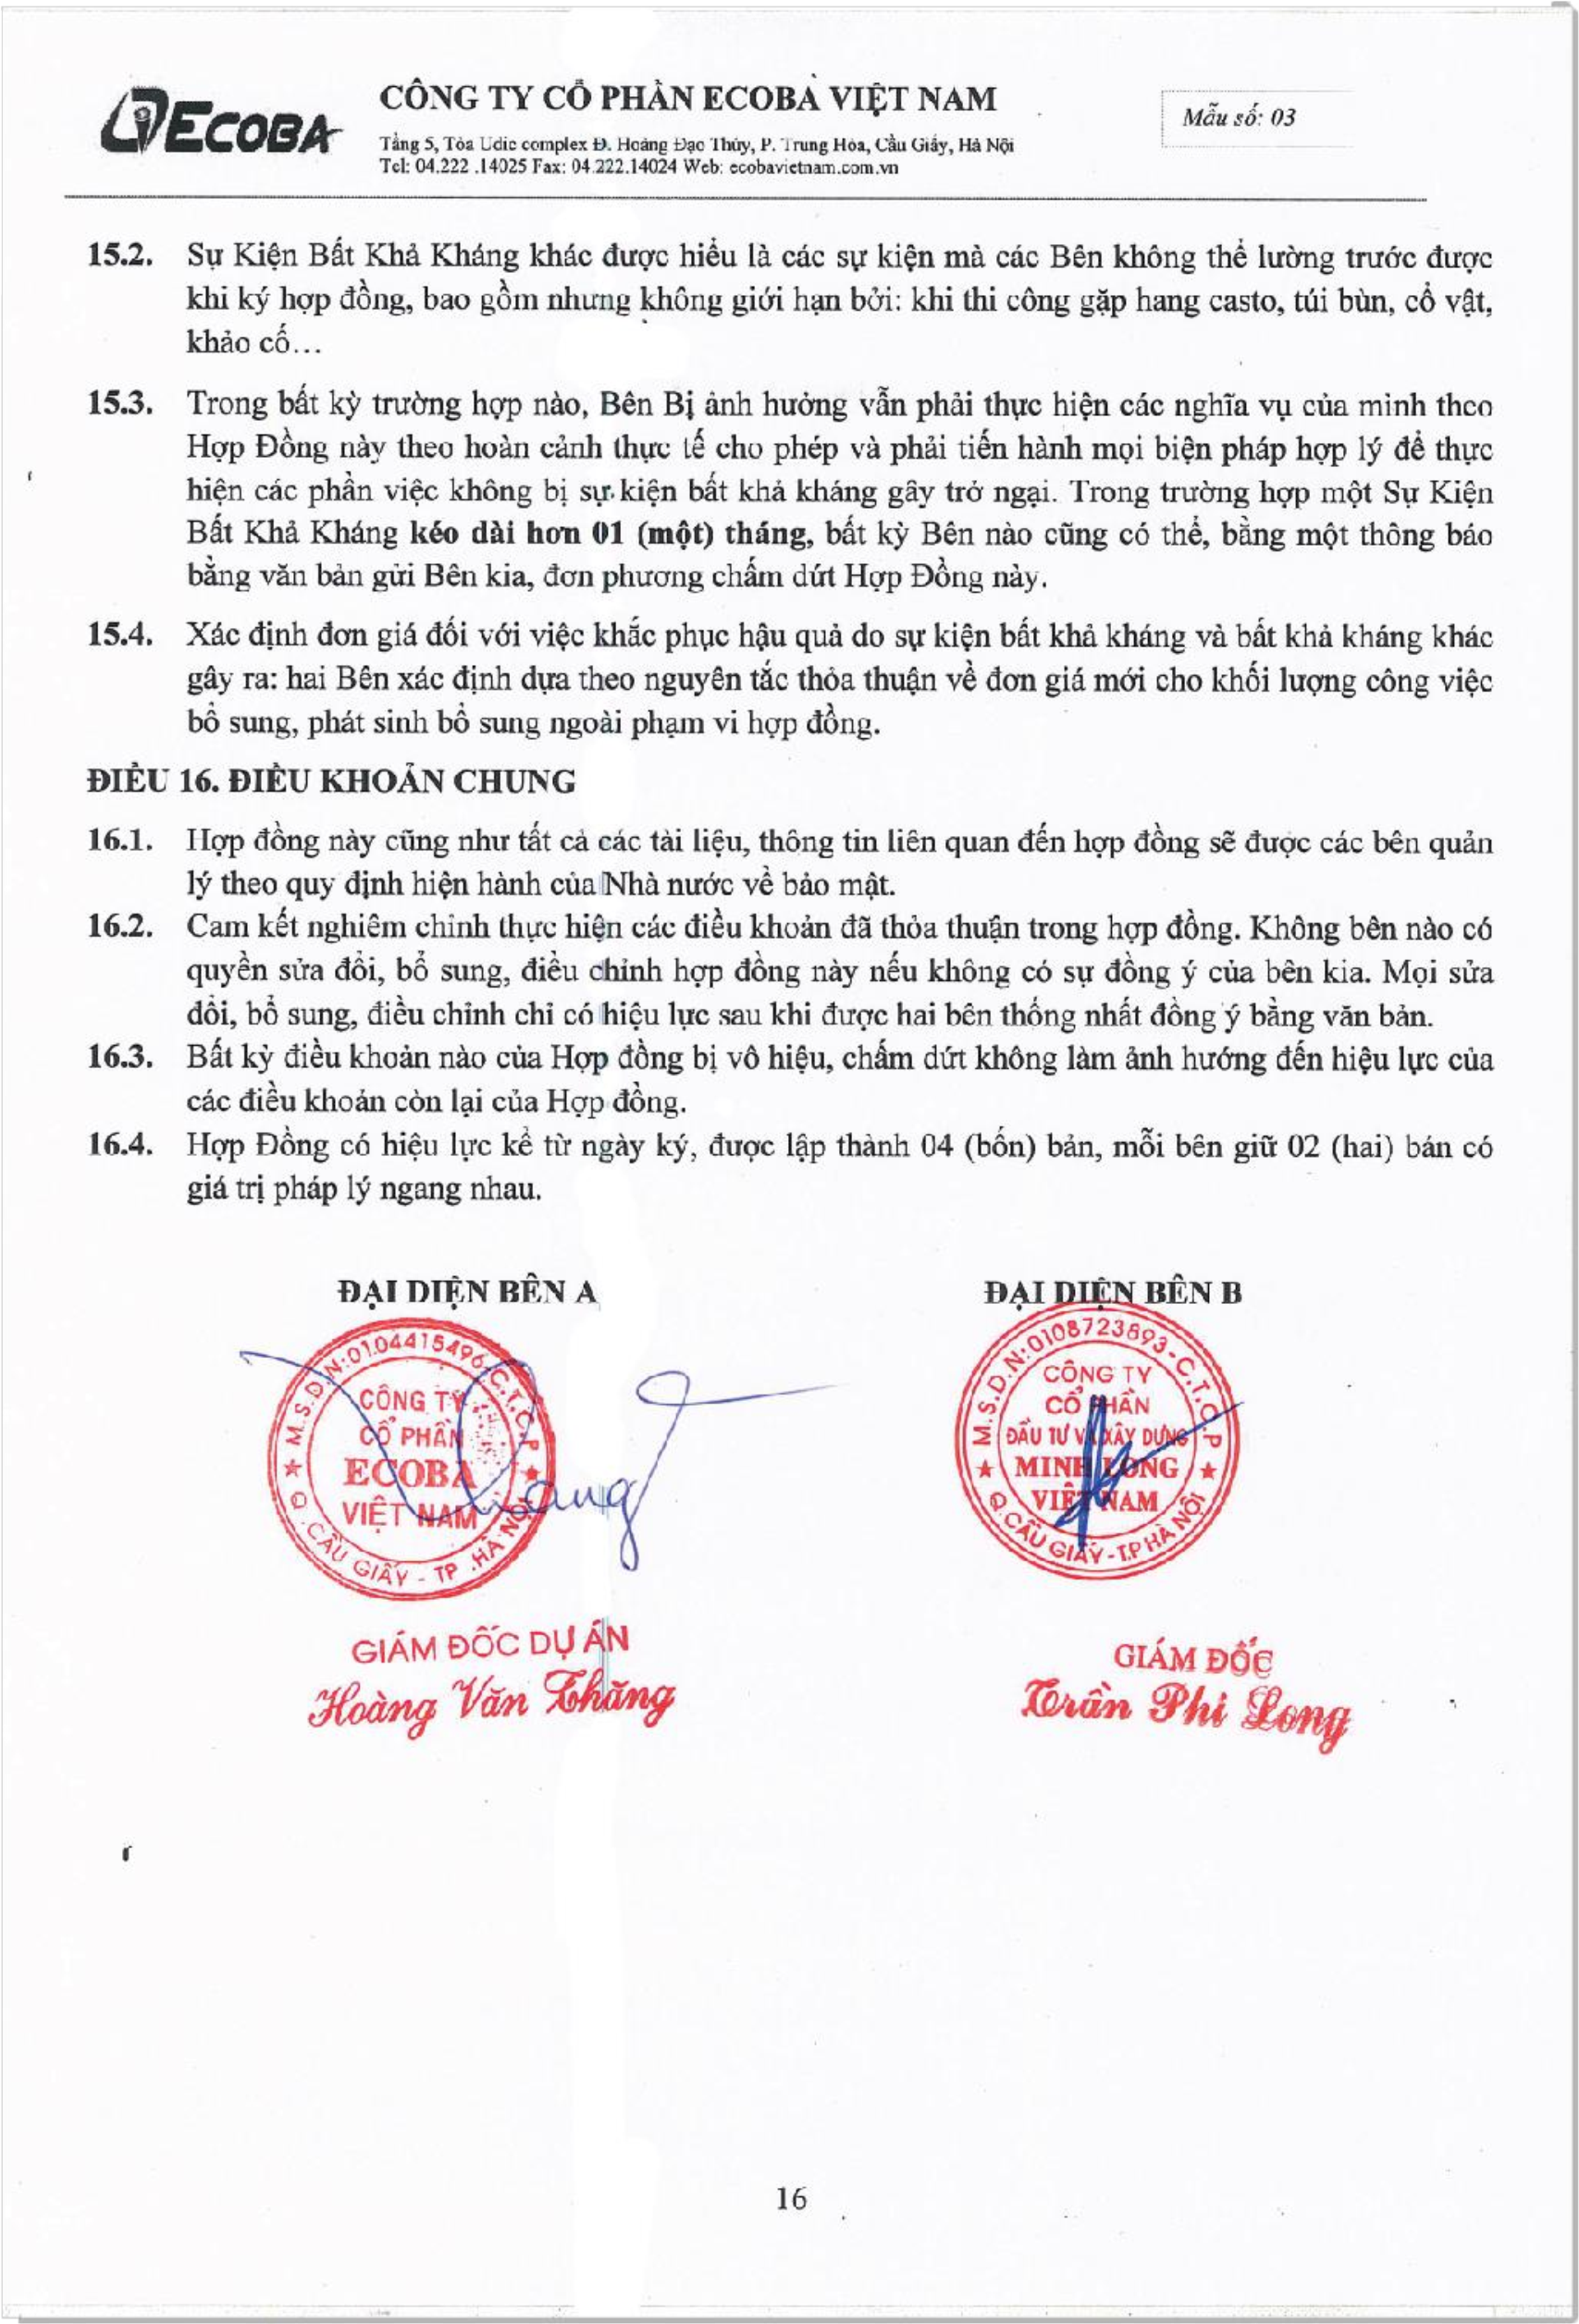 ECOBA
CÔNG TY CỔ PHẦN ECOBA VIỆT NAM
Tầng 5, Tòa Udic complex Đ. Hoàng Đạo Thúy, P. Trung Hòa, Cầu Giấy, Hà Nội
Tel: 04.222 .14025 Fax: 04.222.14024 Web: ecobavietnam.com.vn
Mẫu số: 03
15.2. Sự Kiện Bất Khả Kháng khác được hiểu là các sự kiện mà các Bên không thể lường trước được
khi ký hợp đồng, bao gồm nhưng không giới hạn bởi: khi thi công gặp hang casto, túi bùn, cổ vật,
khảo cổ…
15.3. Trong bất kỳ trường hợp nào, Bên Bị ảnh hưởng vẫn phải thực hiện các nghĩa vụ của mình theo
Hợp Đồng này theo hoàn cảnh thực tế cho phép và phải tiến hành mọi biện pháp hợp lý để thực
hiện các phần việc không bị sự kiện bất khả kháng gây trở ngại. Trong trường hợp một Sự Kiện
Bất Khả Kháng kéo dài hơn 01 (một) tháng, bất kỳ Bên nào cũng có thể, bằng một thông báo
bằng văn bản gửi Bên kia, đơn phương chấm dứt Hợp Đồng này.
15.4. Xác định đơn giá đối với việc khắc phục hậu quả do sự kiện bất khả kháng và bất khả kháng khác
gây ra: hai Bên xác định dựa theo nguyên tắc thỏa thuận về đơn giá mới cho khối lượng công việc
bổ sung, phát sinh bổ sung ngoài phạm vi hợp đồng.
ĐIỀU 16. ĐIỀU KHOẢN CHUNG
16.1. Hợp đồng này cũng như tất cả các tài liệu, thông tin liên quan đến hợp đồng sẽ được các bên quản
lý theo quy định hiện hành của Nhà nước về bảo mật.
16.2. Cam kết nghiêm chỉnh thực hiện các điều khoản đã thỏa thuận trong hợp đồng. Không bên nào có
quyền sửa đổi, bổ sung, điều chỉnh hợp đồng này nếu không có sự đồng ý của bên kia. Mọi sửa
đổi, bổ sung, điều chỉnh chỉ có hiệu lực sau khi được hai bên thống nhất đồng ý bằng văn bản.
16.3. Bất kỳ điều khoản nào của Hợp đồng bị vô hiệu, chấm dứt không làm ảnh hướng đến hiệu lực của
các điều khoản còn lại của Hợp đồng.
16.4. Hợp Đồng có hiệu lực kể từ ngày ký, được lập thành 04 (bốn) bản, mỗi bên giữ 02 (hai) bản có
giá trị pháp lý ngang nhau.
ĐẠI DIỆN BÊN A
ĐẠI DIỆN BÊN B
M.S.D.N:0104415496-C.T.C.P
CÔNG TY
CỔ PHẦN
ECOBA
VIỆT NAM
Q.CẦU GIẤY - TP.HÀ NỘI
M.S.D.N:0108723893-C.T.C.P
CÔNG TY
CỔ PHẦN
ĐẦU TƯ VÀ XÂY DỰNG
MINH LONG
VIỆT NAM
Q.CẦU GIẤY-T.P HÀ NỘI
GIÁM ĐỐC DỰ ÁN
Hoàng Văn Thăng
GIÁM ĐỐC
Trần Phi Long
16